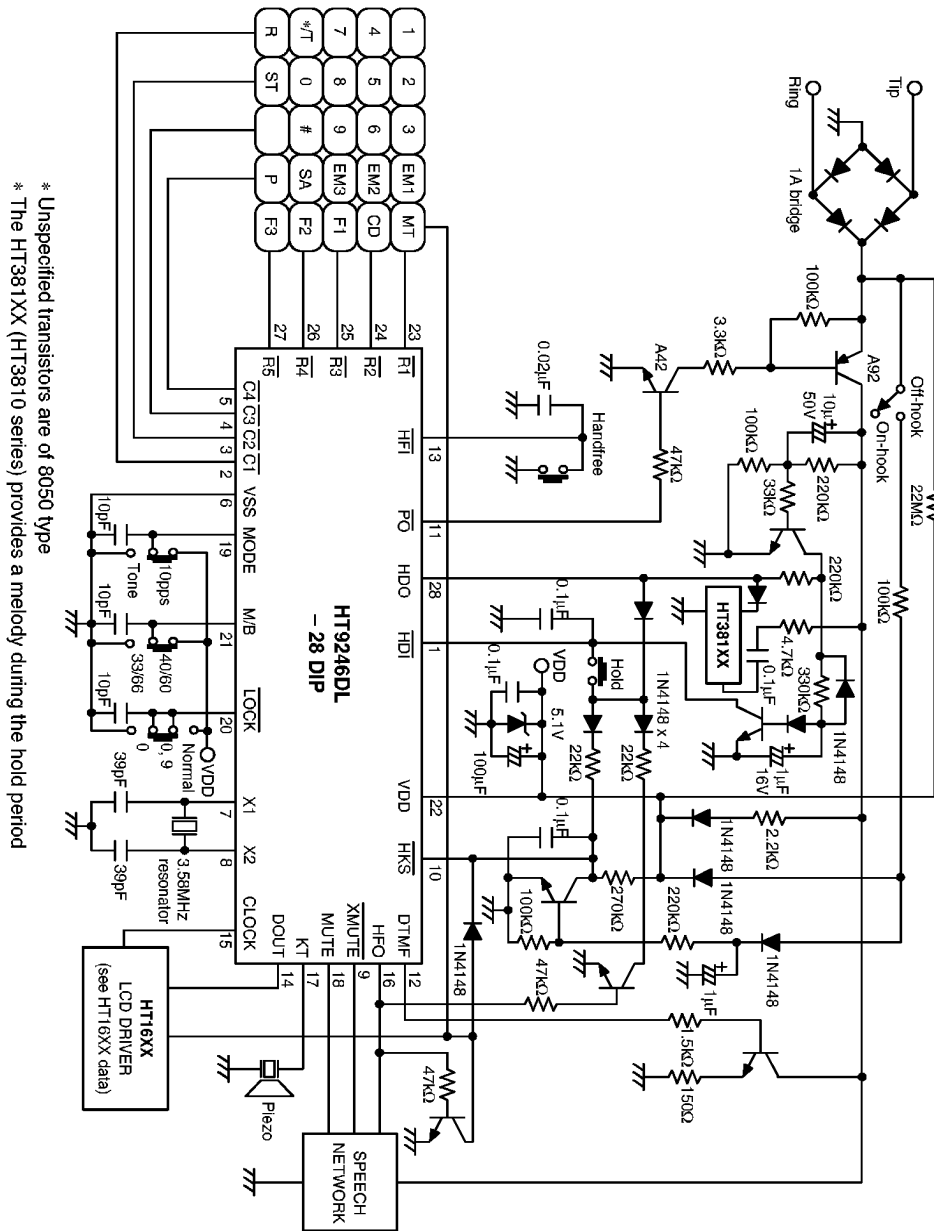 Tip
Ring
1A bridge
100kΩ
A92
3.3kΩ
A42
47kΩ
Off-hook
On-hook
22MΩ
100kΩ
10µF
50V
100kΩ
33kΩ
220kΩ
220kΩ
HT381XX
4.7kΩ
0.1µF
330kΩ
1N4148
1µF
16V
Handfree
0.02µF
0.1µF
Hold
1N4148 x 4
22kΩ
22kΩ
VDD
5.1V
0.1µF
100µF
0.1µF
1N4148
2.2kΩ
1N4148
270kΩ
220kΩ
100kΩ
1N4148
1µF
47kΩ
1N4148
1.5kΩ
150Ω
47kΩ
1 2 3 EM1 MT
4 5 6 EM2 CD
7 8 9 EM3 F1
*/T 0 # SA F2
R ST P F3
23 R1
24 R2
25 R3
26 R4
27 R5
C4 C3 C2 C1
5 4 3 2
HFI 13
PO 11
HDO 28
HDI 1
VDD 22
HKS 10
DTMF 12
HFO 16
XMUTE 9
MUTE 18
KT 17
DOUT 14
CLOCK 15
X2 8
X1 7
LOCK 20
M/B 21
MODE 19
VSS 6
HT9246DL
– 28 DIP
10pF
Tone
10pps
10pF
33/66
40/60
10pF
0
0, 9
Normal
VDD
39pF
39pF
3.58MHz
resonator
HT16XX
LCD DRIVER
(see HT16XX data)
Piezo
SPEECH
NETWORK
* Unspecified transistors are of 8050 type
* The HT381XX (HT3810 series) provides a melody during the hold period